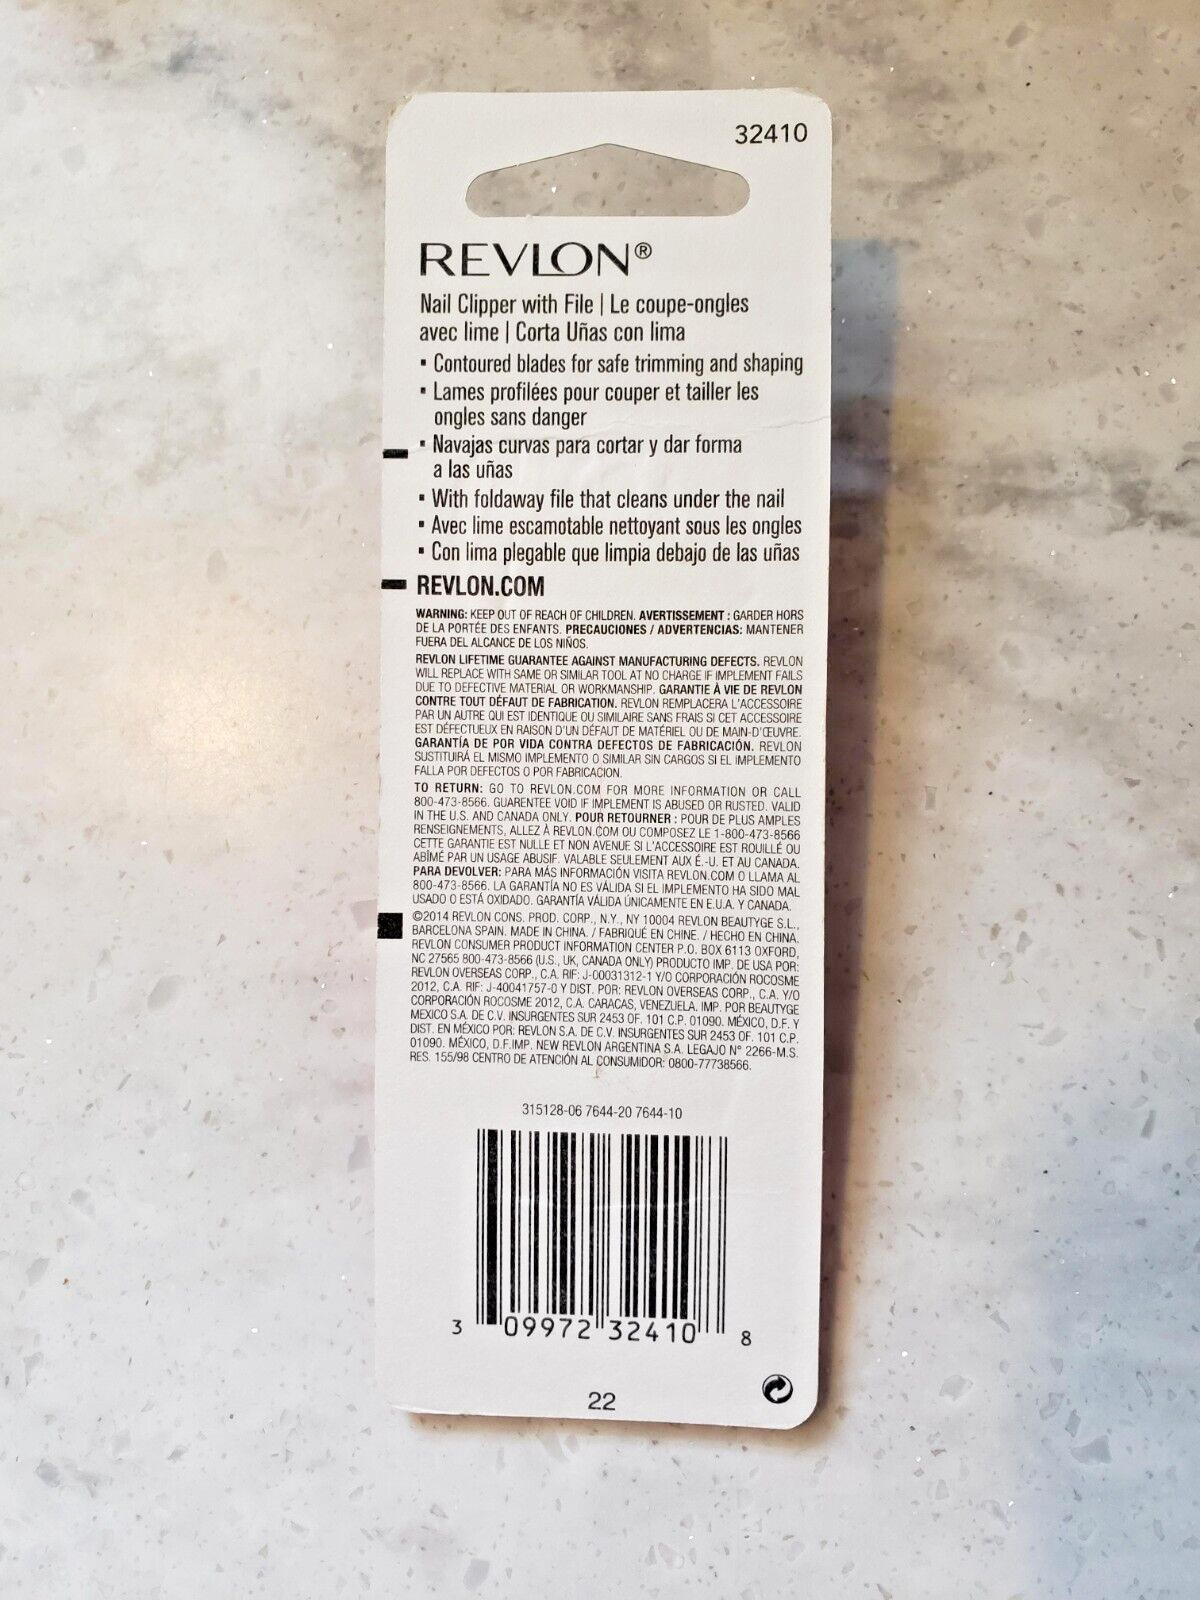 32410
REVLON®
Nail Clipper with File | Le coupe-ongles
avec lime | Corta Uñas con lima
▪ Contoured blades for safe trimming and shaping
▪ Lames profilées pour couper et tailler les
ongles sans danger
▪ Navajas curvas para cortar y dar forma
a las uñas
▪ With foldaway file that cleans under the nail
▪ Avec lime escamotable nettoyant sous les ongles
▪ Con lima plegable que limpia debajo de las uñas
REVLON.COM
WARNING: KEEP OUT OF REACH OF CHILDREN. AVERTISSEMENT : GARDER HORS
DE LA PORTÉE DES ENFANTS. PRECAUCIONES / ADVERTENCIAS: MANTENER
FUERA DEL ALCANCE DE LOS NIÑOS.
REVLON LIFETIME GUARANTEE AGAINST MANUFACTURING DEFECTS. REVLON
WILL REPLACE WITH SAME OR SIMILAR TOOL AT NO CHARGE IF IMPLEMENT FAILS
DUE TO DEFECTIVE MATERIAL OR WORKMANSHIP. GARANTIE À VIE DE REVLON
CONTRE TOUT DÉFAUT DE FABRICATION. REVLON REMPLACERA L'ACCESSOIRE
PAR UN AUTRE QUI EST IDENTIQUE OU SIMILAIRE SANS FRAIS SI CET ACCESSOIRE
EST DÉFECTUEUX EN RAISON D'UN DÉFAUT DE MATÉRIEL OU DE MAIN-D'ŒUVRE.
GARANTÍA DE POR VIDA CONTRA DEFECTOS DE FABRICACIÓN. REVLON
SUSTITUIRÁ EL MISMO IMPLEMENTO O SIMILAR SIN CARGOS SI EL IMPLEMENTO
FALLA POR DEFECTOS O POR FABRICACION.
TO RETURN: GO TO REVLON.COM FOR MORE INFORMATION OR CALL
800-473-8566. GUARENTEE VOID IF IMPLEMENT IS ABUSED OR RUSTED. VALID
IN THE U.S. AND CANADA ONLY. POUR RETOURNER : POUR DE PLUS AMPLES
RENSEIGNEMENTS, ALLEZ À REVLON.COM OU COMPOSEZ LE 1-800-473-8566
CETTE GARANTIE EST NULLE ET NON AVENUE SI L'ACCESSOIRE EST ROUILLÉ OU
ABÎMÉ PAR UN USAGE ABUSIF. VALABLE SEULEMENT AUX É.-U. ET AU CANADA.
PARA DEVOLVER: PARA MÁS INFORMACIÓN VISITA REVLON.COM O LLAMA AL
800-473-8566. LA GARANTÍA NO ES VÁLIDA SI EL IMPLEMENTO HA SIDO MAL
USADO O ESTÁ OXIDADO. GARANTÍA VÁLIDA ÚNICAMENTE EN E.U.A. Y CANADA.
©2014 REVLON CONS. PROD. CORP., N.Y., NY 10004 REVLON BEAUTYGE S.L.,
BARCELONA SPAIN. MADE IN CHINA. / FABRIQUÉ EN CHINE. / HECHO EN CHINA.
REVLON CONSUMER PRODUCT INFORMATION CENTER P.O. BOX 6113 OXFORD,
NC 27565 800-473-8566 (U.S., UK, CANADA ONLY) PRODUCTO IMP. DE USA POR:
REVLON OVERSEAS CORP., C.A. RIF: J-00031312-1 Y/O CORPORACIÓN ROCOSME
2012, C.A. RIF: J-40041757-0 Y DIST. POR: REVLON OVERSEAS CORP., C.A. Y/O
CORPORACIÓN ROCOSME 2012, C.A. CARACAS, VENEZUELA. IMP. POR BEAUTYGE
MEXICO S.A. DE C.V. INSURGENTES SUR 2453 OF. 101 C.P. 01090. MÉXICO, D.F. Y
DIST. EN MÉXICO POR: REVLON S.A. DE C.V. INSURGENTES SUR 2453 OF. 101 C.P.
01090. MÉXICO, D.F.IMP. NEW REVLON ARGENTINA S.A. LEGAJO N° 2266-M.S.
RES. 155/98 CENTRO DE ATENCIÓN AL CONSUMIDOR: 0800-77738566.
315128-06 7644-20 7644-10
3 09972 32410 8
22